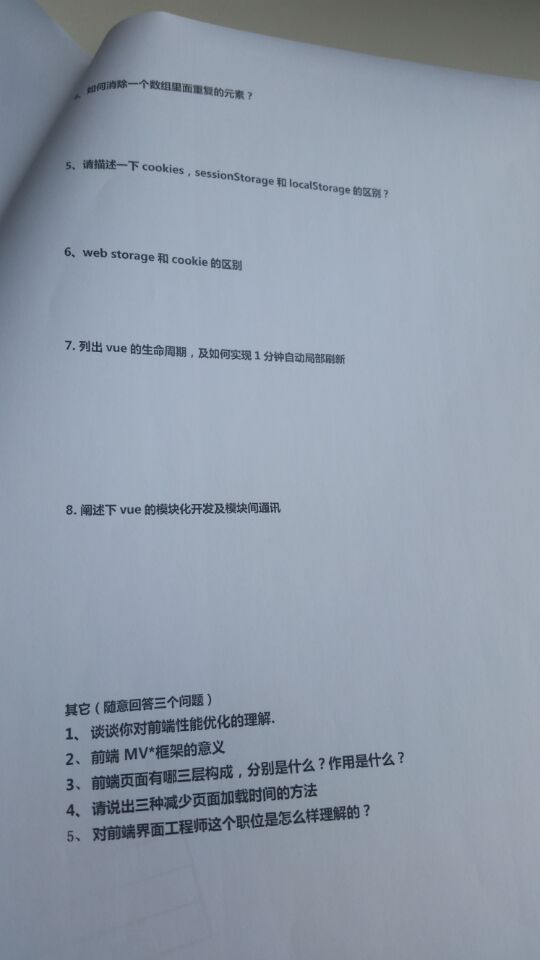 4、如何消除一个数组里面重复的元素？
5、请描述一下 cookies，sessionStorage 和 localStorage 的区别？
6、web storage 和 cookie 的区别
7. 列出 vue 的生命周期，及如何实现 1 分钟自动局部刷新
8. 阐述下 vue 的模块化开发及模块间通讯
其它（随意回答三个问题）
1、 谈谈你对前端性能优化的理解.
2、 前端 MV*框架的意义
3、 前端页面有哪三层构成，分别是什么？作用是什么？
4、 请说出三种减少页面加载时间的方法
5、 对前端界面工程师这个职位是怎么样理解的？